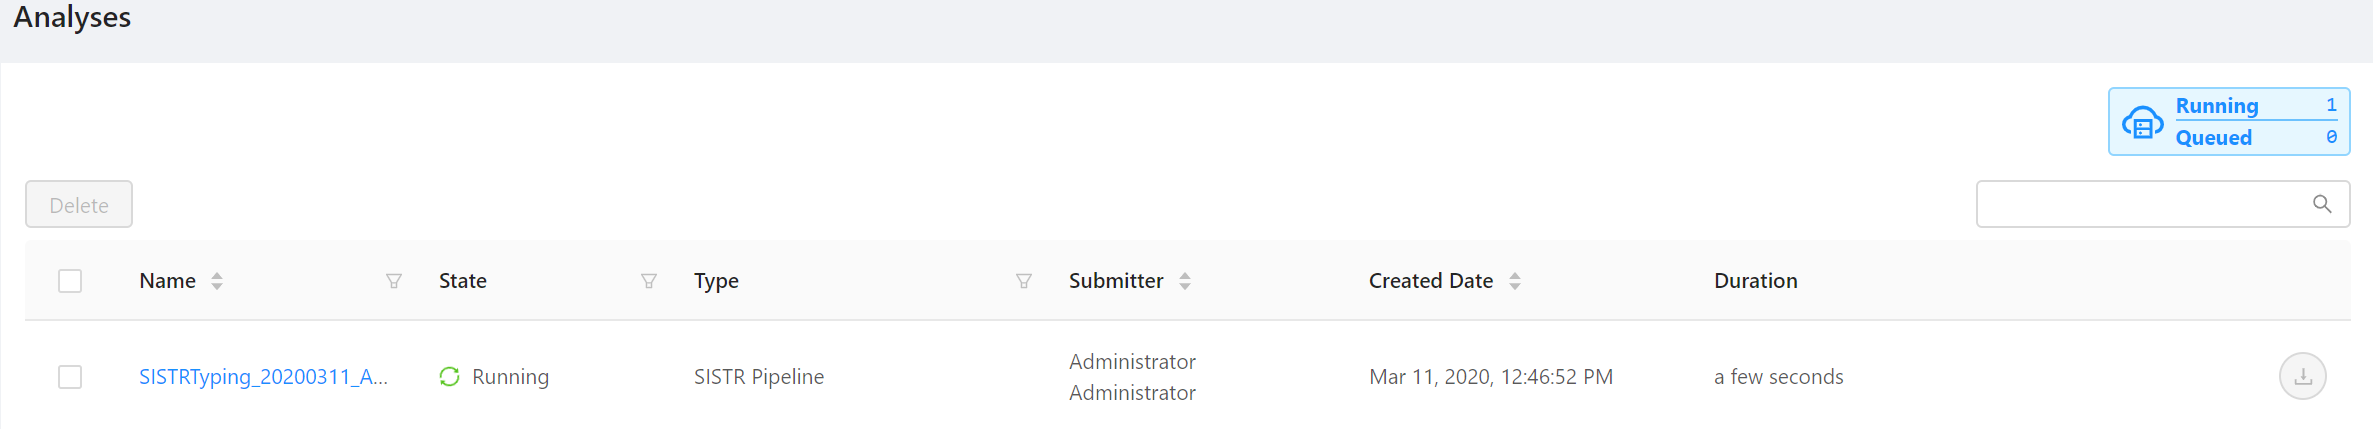 Analyses
Running 1
Queued 0
Delete
Name State Type Submitter Created Date Duration
SISTRTyping_20200311_A... Running SISTR Pipeline Administrator Administrator Mar 11, 2020, 12:46:52 PM a few seconds